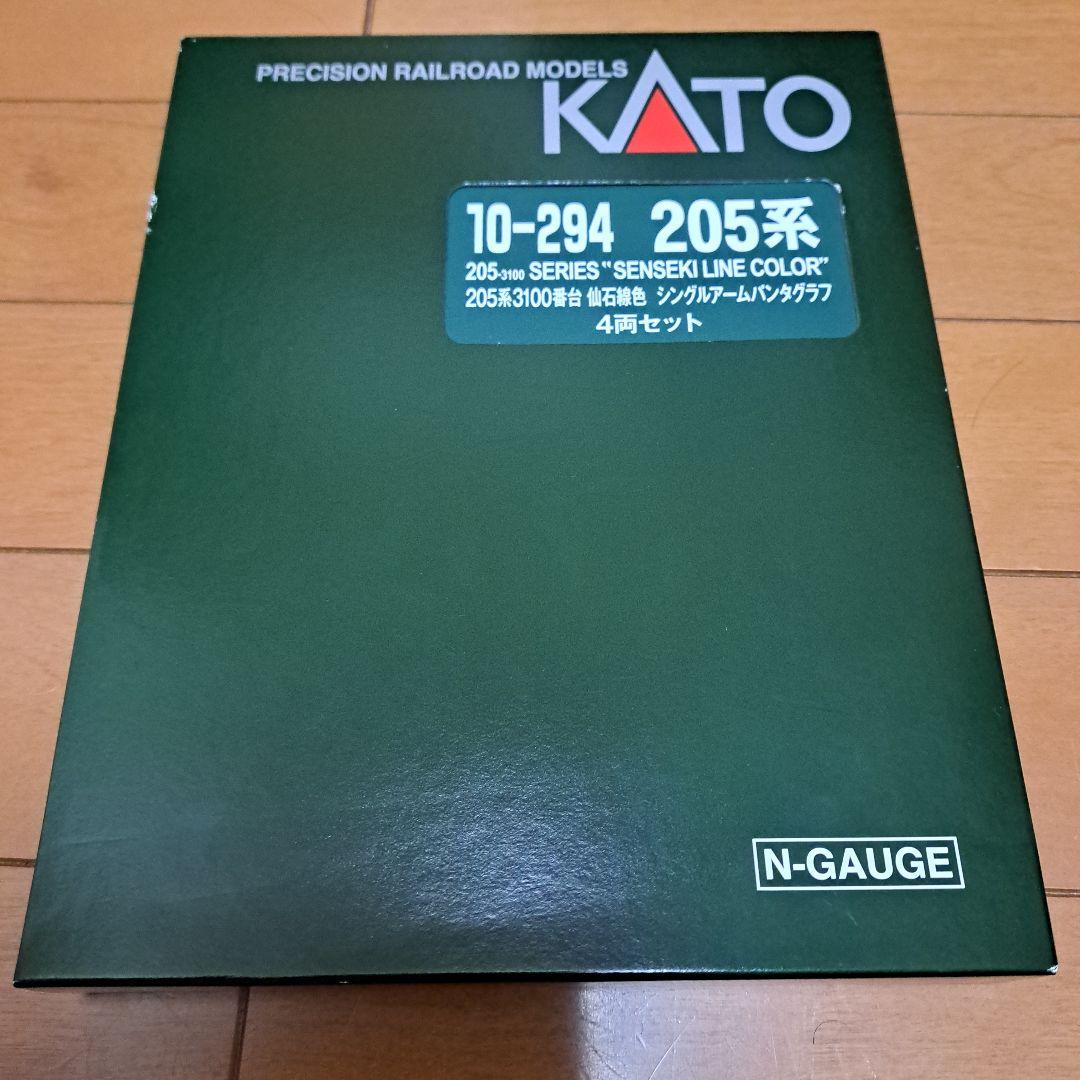 PRECISION RAILROAD MODELS
KATO
10-294 205系
205-3100 SERIES "SENSEKI LINE COLOR"
205系3100番台 仙石線色 シングルアームパンタグラフ
4両セット
N-GAUGE